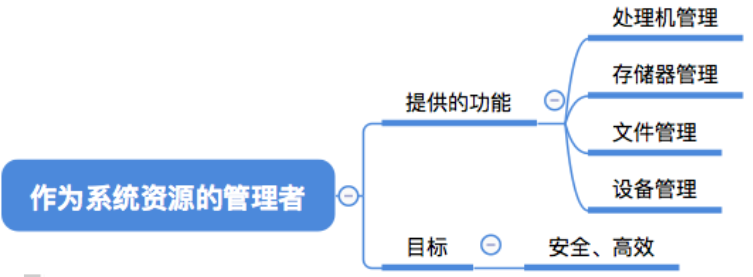 作为系统资源的管理者
提供的功能
处理机管理
存储器管理
文件管理
设备管理
目标
安全、高效